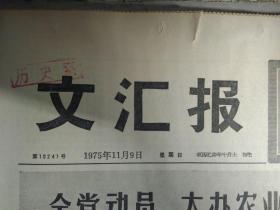 历史系
文汇报
第10241号 1975年11月9日 星期日
全党动员 大办农业